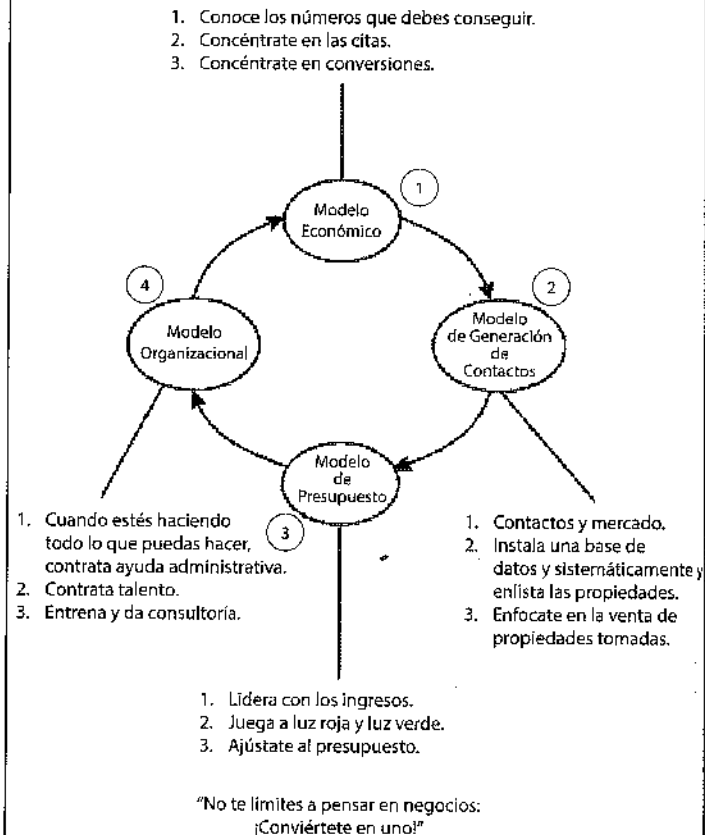 1. Conoce los números que debes conseguir.
2. Concéntrate en las citas.
3. Concéntrate en conversiones.
1
Modelo
Económico
4
2
Modelo
Organizacional
Modelo
de Generación
de
Contactos
Modelo
de
Presupuesto
3
1. Cuando estés haciendo
todo lo que puedas hacer,
contrata ayuda administrativa.
2. Contrata talento.
3. Entrena y da consultoría.
1. Contactos y mercado.
2. Instala una base de
datos y sistemáticamente y
enlista las propiedades.
3. Enfocate en la venta de
propiedades tomadas.
1. Lidera con los ingresos.
2. Juega a luz roja y luz verde.
3. Ajústate al presupuesto.
"No te limites a pensar en negocios:
¡Conviértete en uno!"